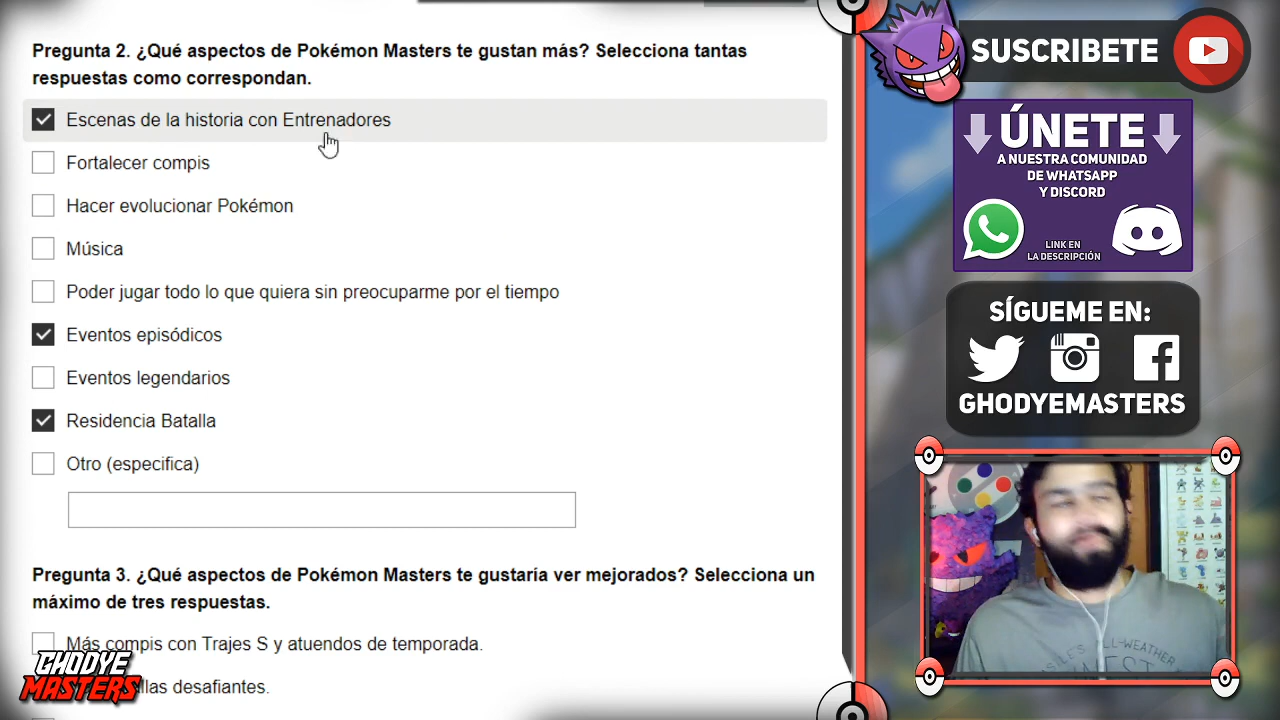 Pregunta 2. ¿Qué aspectos de Pokémon Masters te gustan más? Selecciona tantas
respuestas como correspondan.
Escenas de la historia con Entrenadores
Fortalecer compis
Hacer evolucionar Pokémon
Música
Poder jugar todo lo que quiera sin preocuparme por el tiempo
Eventos episódicos
Eventos legendarios
Residencia Batalla
Otro (especifica)
Pregunta 3. ¿Qué aspectos de Pokémon Masters te gustaría ver mejorados? Selecciona un
máximo de tres respuestas.
Más compis con Trajes S y atuendos de temporada.
desafiantes.
GHODYE
MASTERS
SUSCRIBETE
ÚNETE
A NUESTRA COMUNIDAD
DE WHATSAPP
Y DISCORD
LINK EN
LA DESCRIPCIÓN
SÍGUEME EN:
GHODYEMASTERS